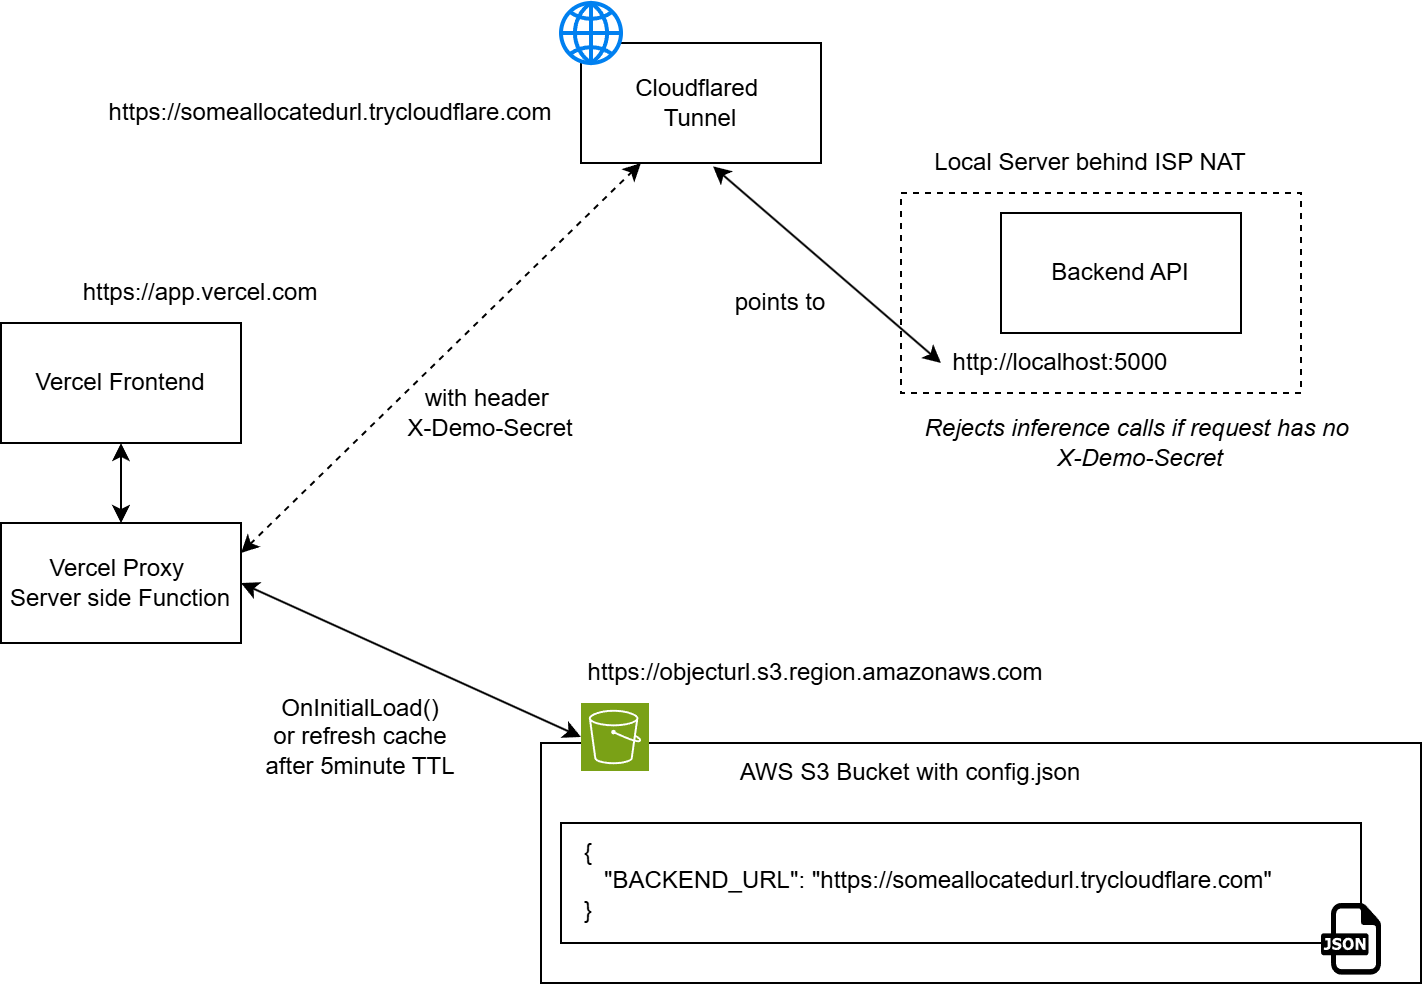 Cloudflared
Tunnel
https://someallocatedurl.trycloudflare.com
Local Server behind ISP NAT
Backend API
http://localhost:5000
points to
Rejects inference calls if request has no
X-Demo-Secret
https://app.vercel.com
Vercel Frontend
with header
X-Demo-Secret
Vercel Proxy
Server side Function
OnInitialLoad()
or refresh cache
after 5minute TTL
https://objecturl.s3.region.amazonaws.com
AWS S3 Bucket with config.json
{
"BACKEND_URL": "https://someallocatedurl.trycloudflare.com"
}
JSON